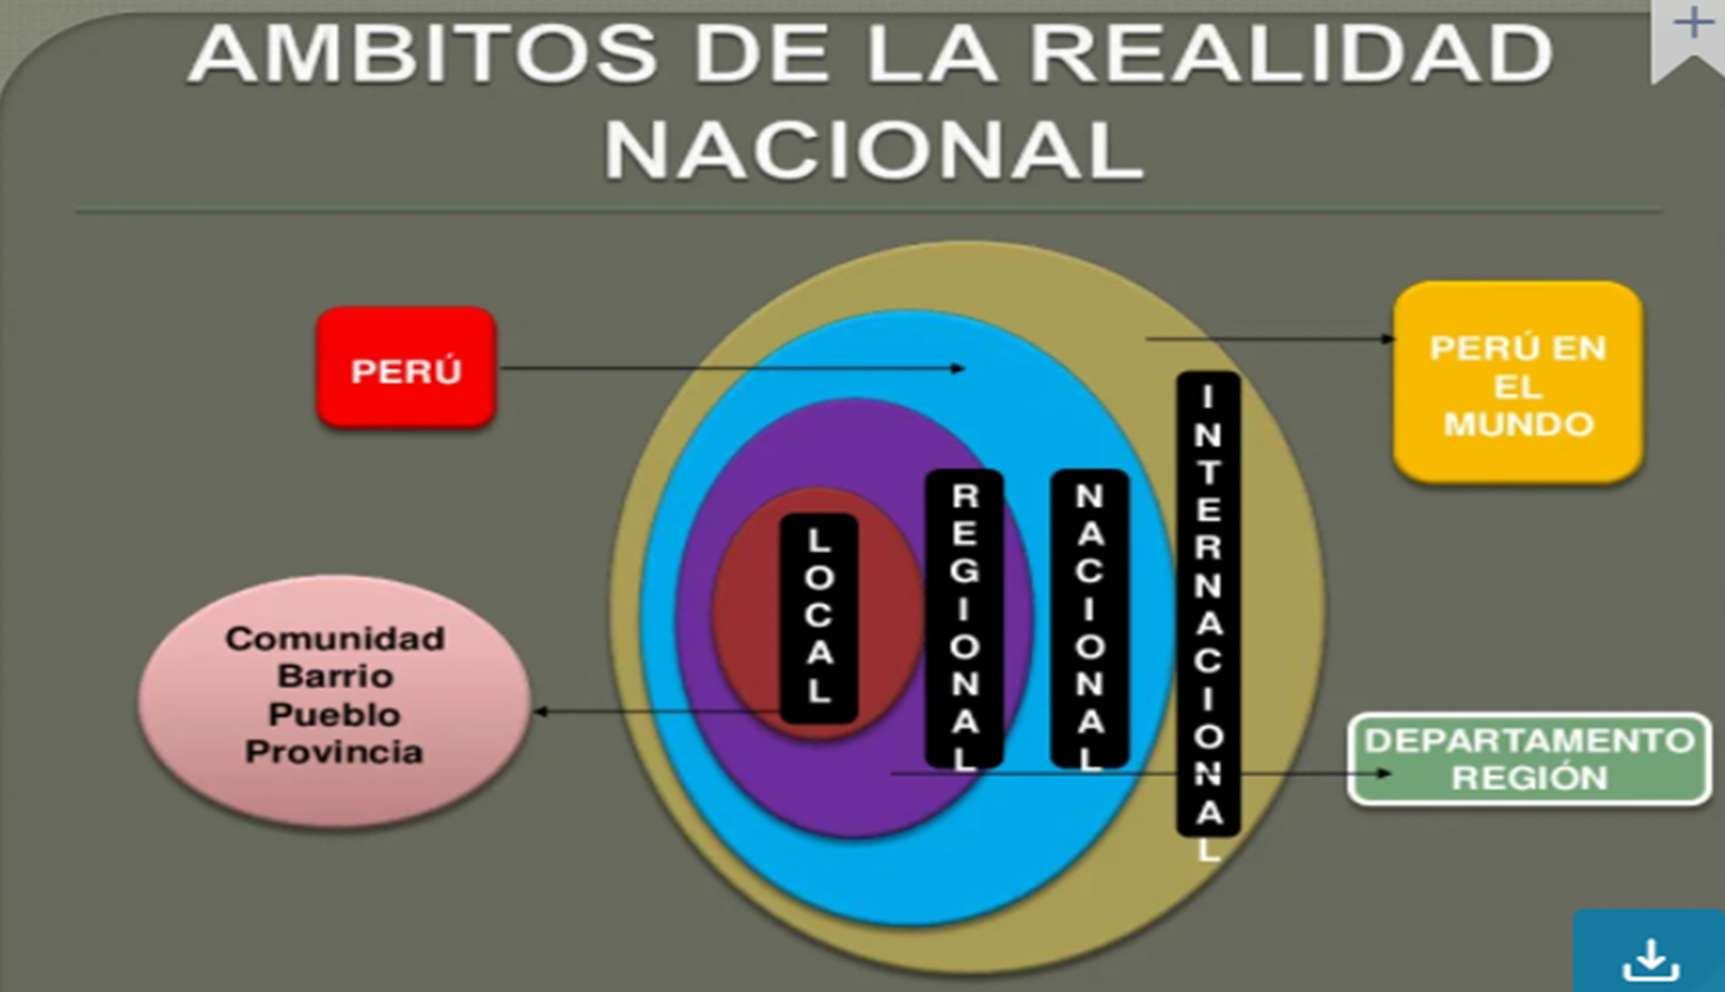 AMBITOS DE LA REALIDAD
NACIONAL
PERÚ
PERÚ EN
EL
MUNDO
LOCAL
REGIONAL
NACIONAL
INTERNACIONAL
Comunidad
Barrio
Pueblo
Provincia
DEPARTAMENTO
REGIÓN